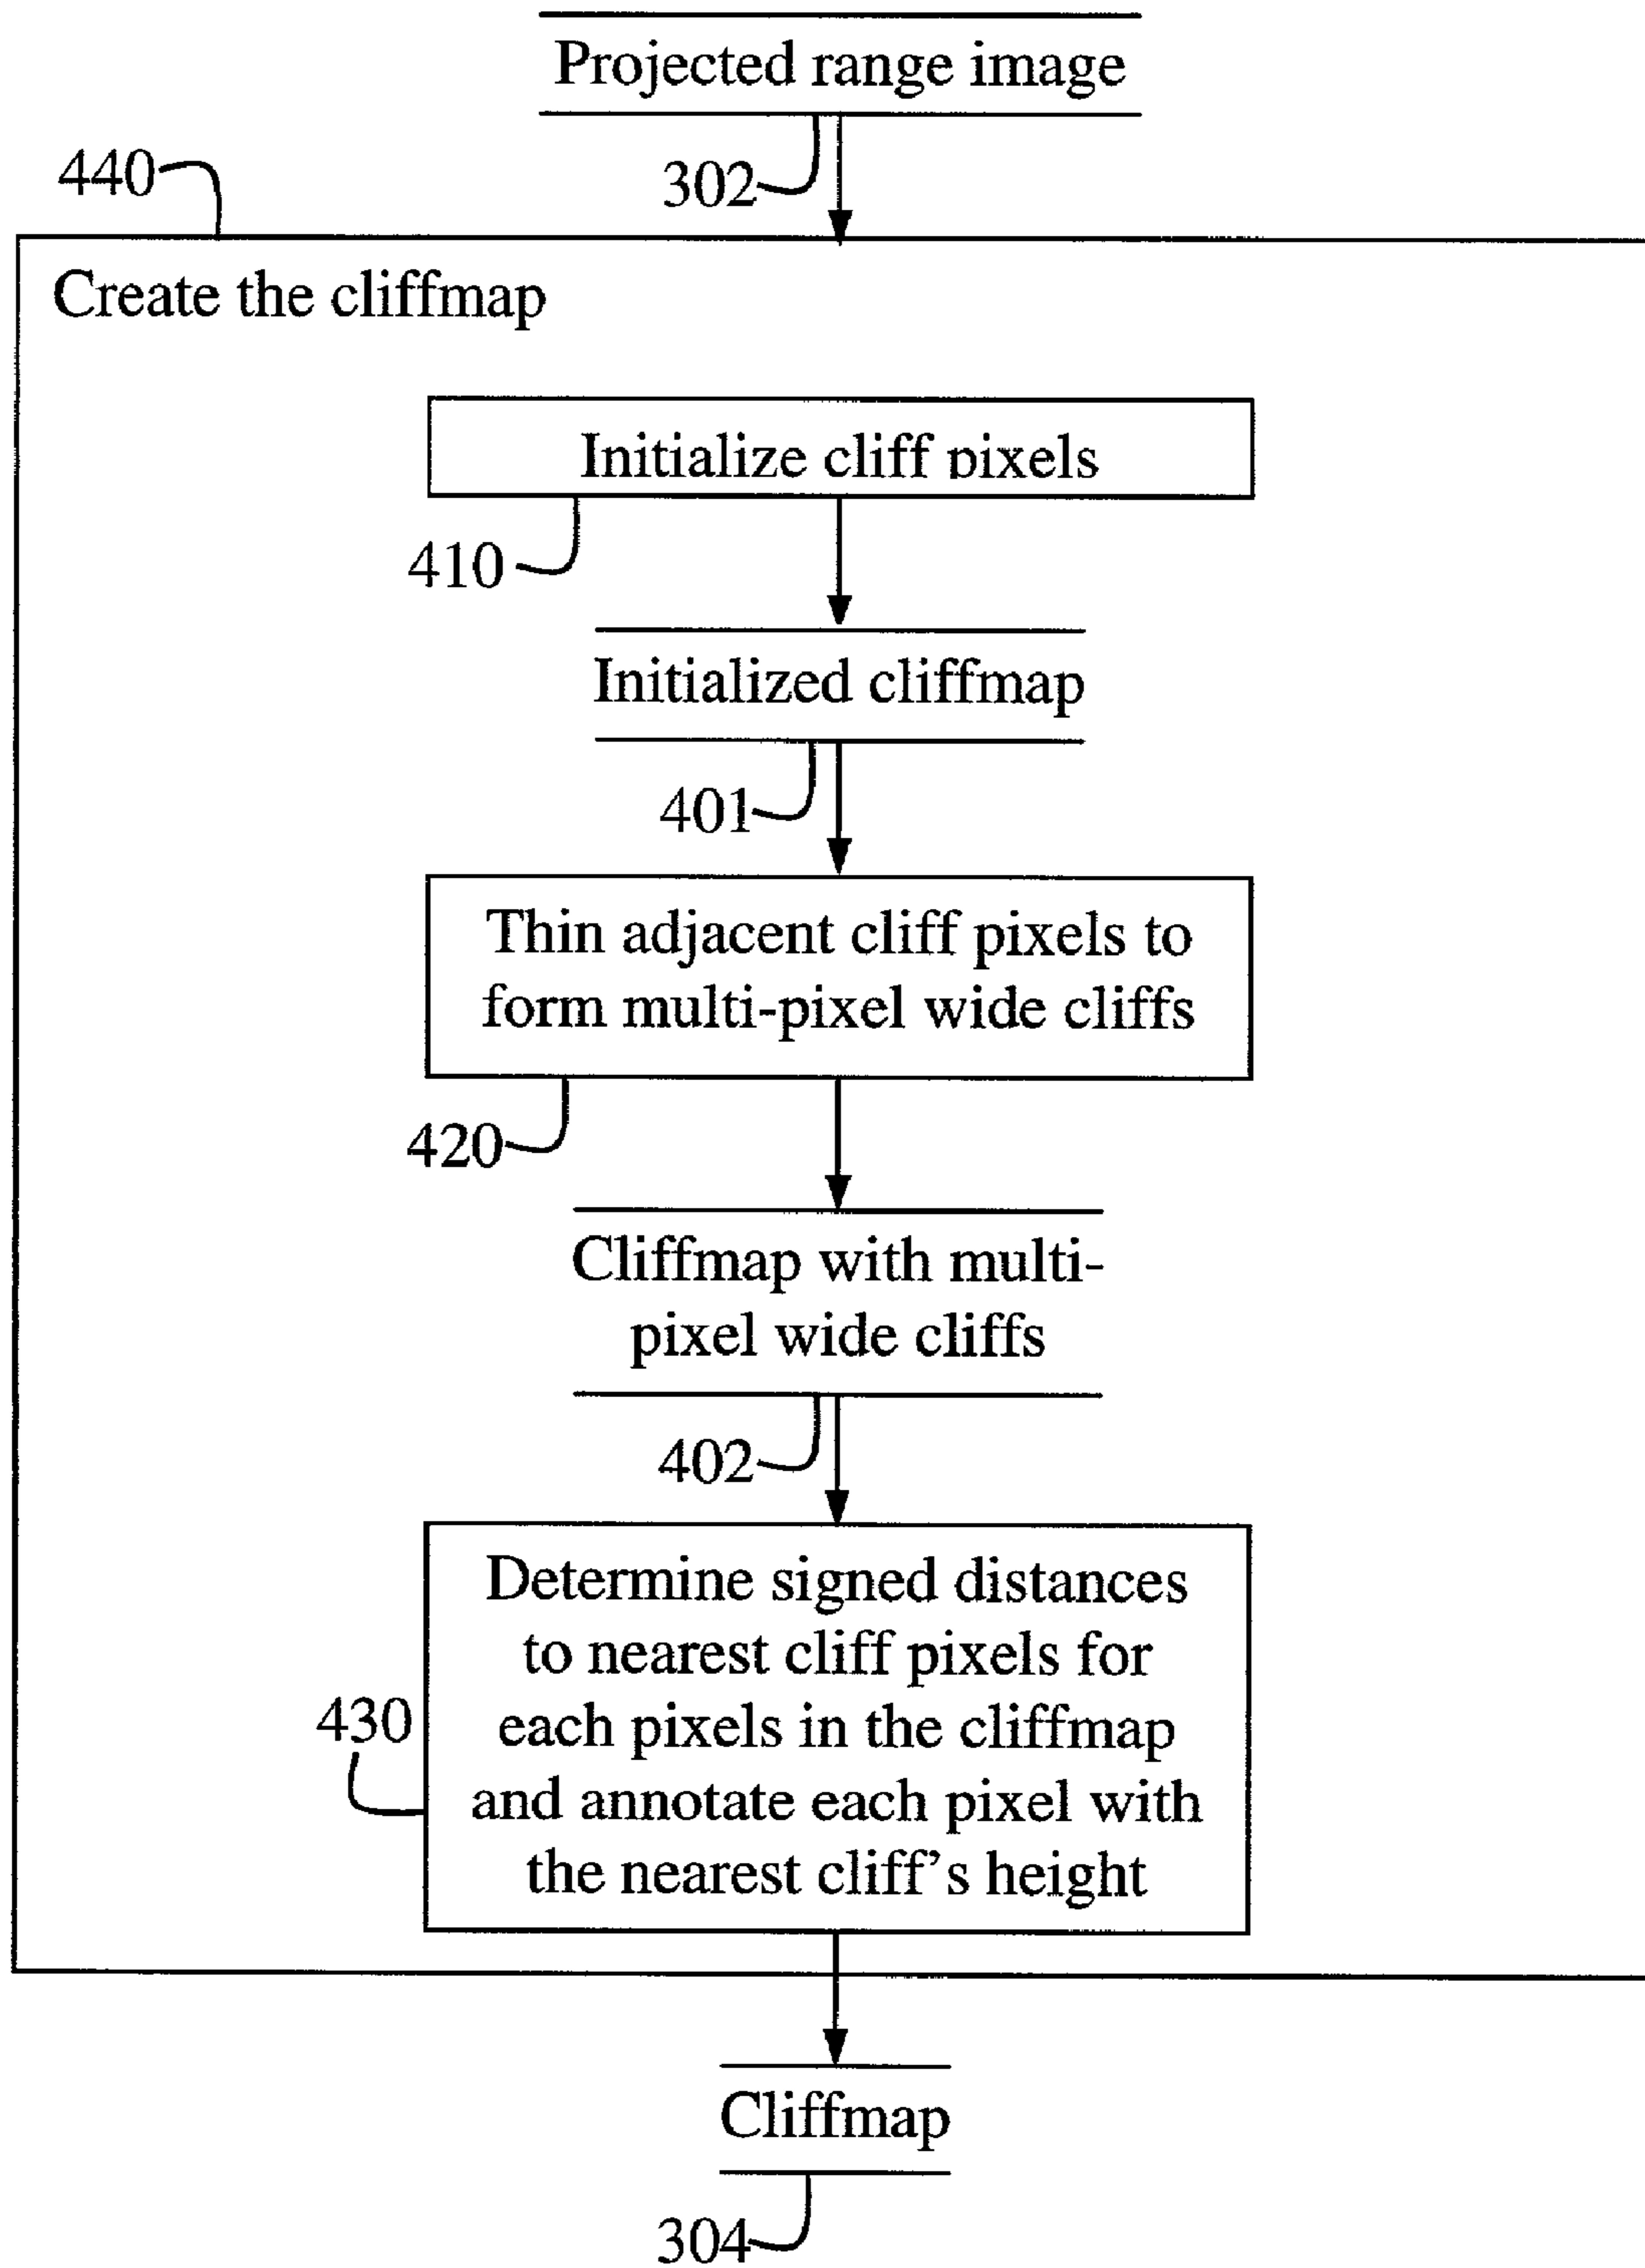 Projected range image
302
440
Create the cliffmap
Initialize cliff pixels
410
Initialized cliffmap
401
Thin adjacent cliff pixels to
form multi-pixel wide cliffs
420
Cliffmap with multi-
pixel wide cliffs
402
Determine signed distances
to nearest cliff pixels for
each pixels in the cliffmap
and annotate each pixel with
the nearest cliff's height
430
Cliffmap
304